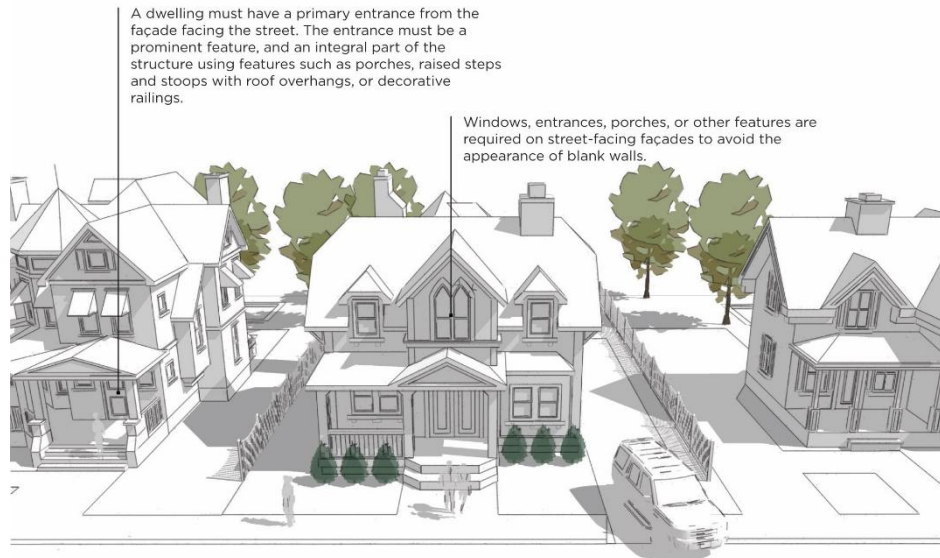 A dwelling must have a primary entrance from the
façade facing the street. The entrance must be a
prominent feature, and an integral part of the
structure using features such as porches, raised steps
and stoops with roof overhangs, or decorative
railings.
Windows, entrances, porches, or other features are
required on street-facing façades to avoid the
appearance of blank walls.